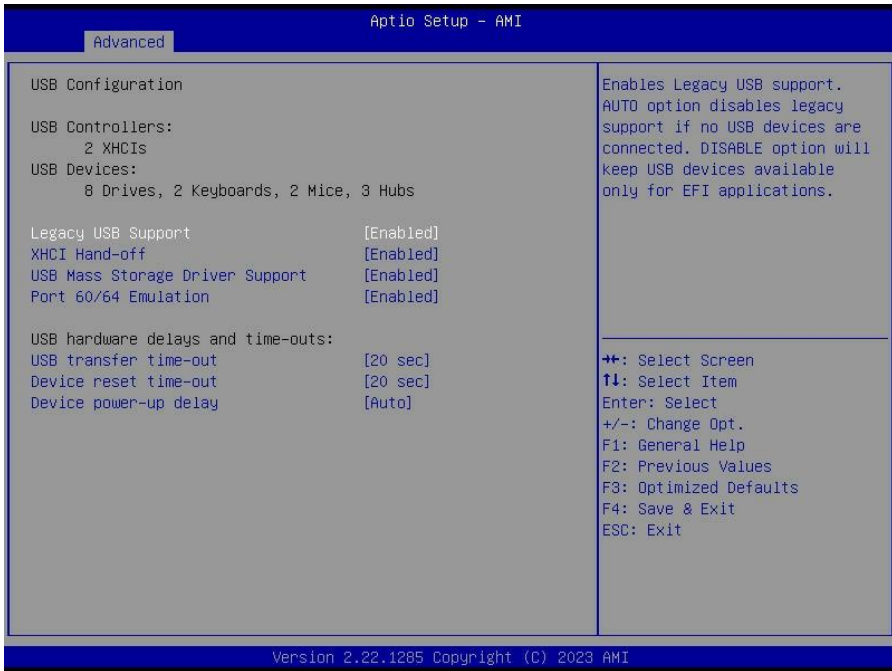 Aptio Setup - AMI
Advanced
USB Configuration
USB Controllers:
2 XHCIs
USB Devices:
8 Drives, 2 Keyboards, 2 Mice, 3 Hubs
Legacy USB Support [Enabled]
XHCI Hand-off [Enabled]
USB Mass Storage Driver Support [Enabled]
Port 60/64 Emulation [Enabled]
USB hardware delays and time-outs:
USB transfer time-out [20 sec]
Device reset time-out [20 sec]
Device power-up delay [Auto]
Enables Legacy USB support.
AUTO option disables legacy
support if no USB devices are
connected. DISABLE option will
keep USB devices available
only for EFI applications.
→←: Select Screen
↑↓: Select Item
Enter: Select
+/-: Change Opt.
F1: General Help
F2: Previous Values
F3: Optimized Defaults
F4: Save & Exit
ESC: Exit
Version 2.22.1285 Copyright (C) 2023 AMI